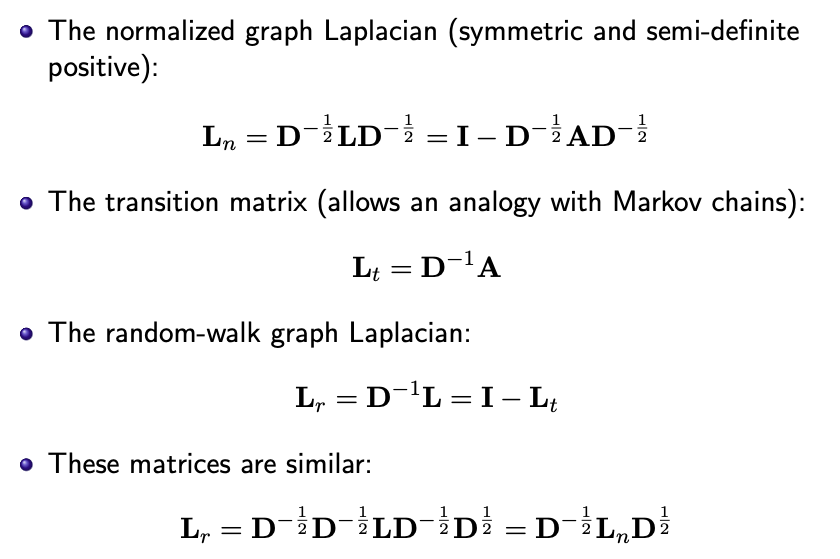 • The normalized graph Laplacian (symmetric and semi-definite
positive):
$\mathbf{L}_n = \mathbf{D}^{-\frac{1}{2}}\mathbf{L}\mathbf{D}^{-\frac{1}{2}} = \mathbf{I} - \mathbf{D}^{-\frac{1}{2}}\mathbf{A}\mathbf{D}^{-\frac{1}{2}}$
• The transition matrix (allows an analogy with Markov chains):
$\mathbf{L}_t = \mathbf{D}^{-1}\mathbf{A}$
• The random-walk graph Laplacian:
$\mathbf{L}_r = \mathbf{D}^{-1}\mathbf{L} = \mathbf{I} - \mathbf{L}_t$
• These matrices are similar:
$\mathbf{L}_r = \mathbf{D}^{-\frac{1}{2}}\mathbf{D}^{-\frac{1}{2}}\mathbf{L}\mathbf{D}^{-\frac{1}{2}}\mathbf{D}^{\frac{1}{2}} = \mathbf{D}^{-\frac{1}{2}}\mathbf{L}_n\mathbf{D}^{\frac{1}{2}}$